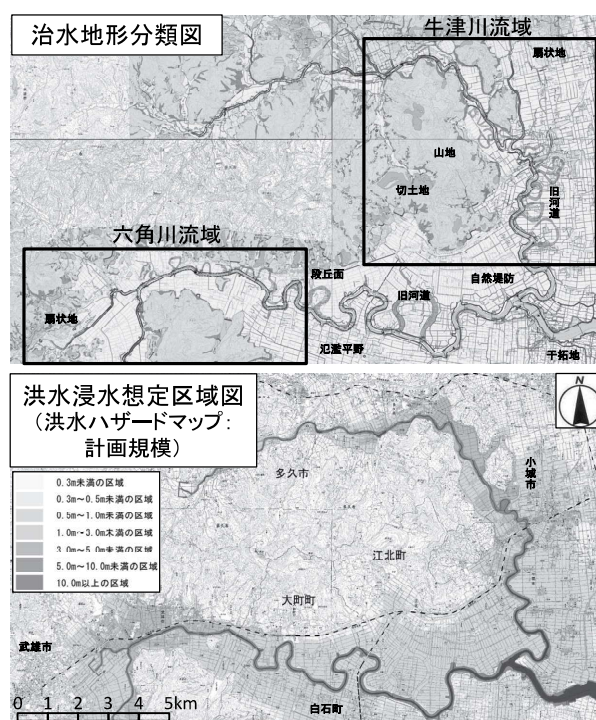 治水地形分類図
牛津川流域
扇状地
山地
切土地
旧河道
六角川流域
段丘面
自然堤防
旧河道
扇状地
氾濫平野
干拓地
洪水浸水想定区域図
(洪水ハザードマップ:
計画規模)
N
0.3m未満の区域
0.3m～0.5m未満の区域
0.5m～1.0m未満の区域
1.0m～3.0m未満の区域
3.0m～5.0m未満の区域
5.0m～10.0m未満の区域
10.0m以上の区域
多久市
小城市
江北町
大町町
武雄市
白石町
0 1 2 3 4 5km